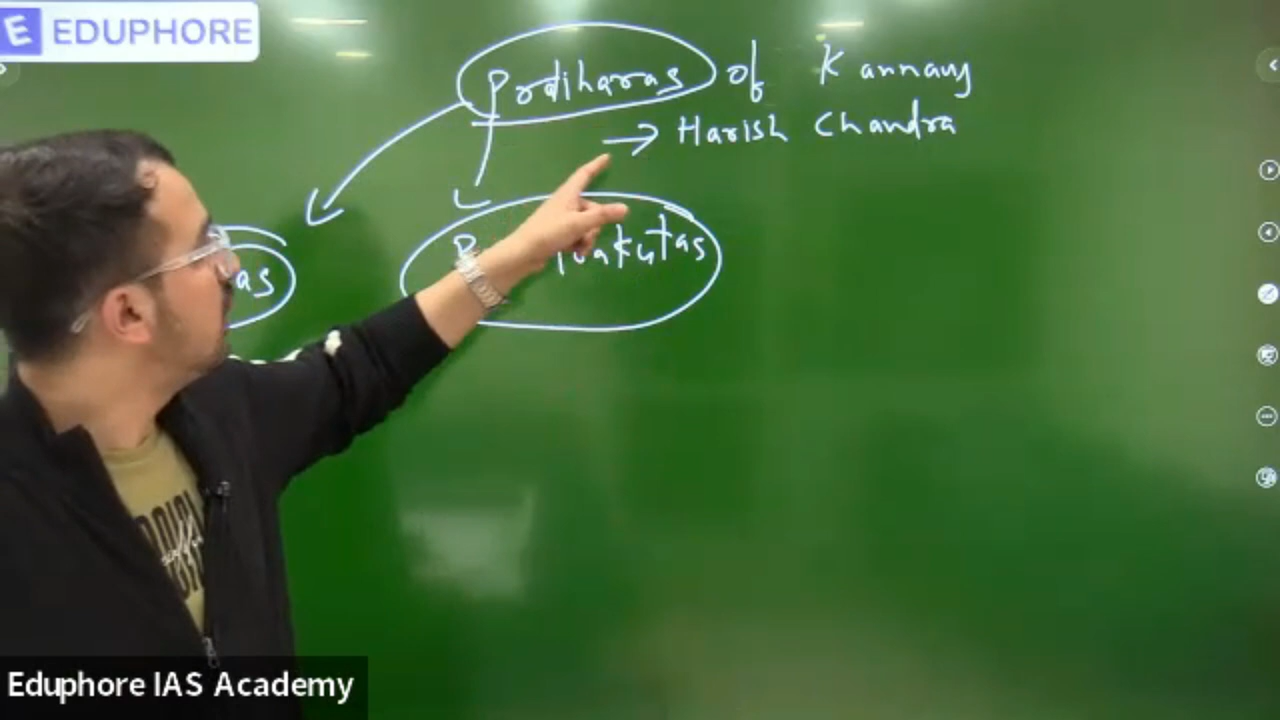 E EDUPHORE
Pratiharas of Kannauj
→ Harish Chandra
Eduphore IAS Academy